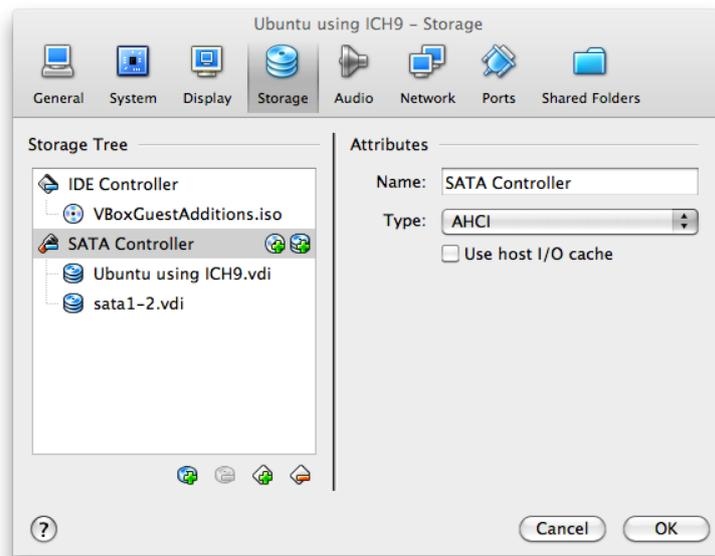 Ubuntu using ICH9 – Storage
General System Display Storage Audio Network Ports Shared Folders
Storage Tree
IDE Controller
VBoxGuestAdditions.iso
SATA Controller
Ubuntu using ICH9.vdi
sata1-2.vdi
Attributes
Name: SATA Controller
Type: AHCI
Use host I/O cache
? Cancel OK